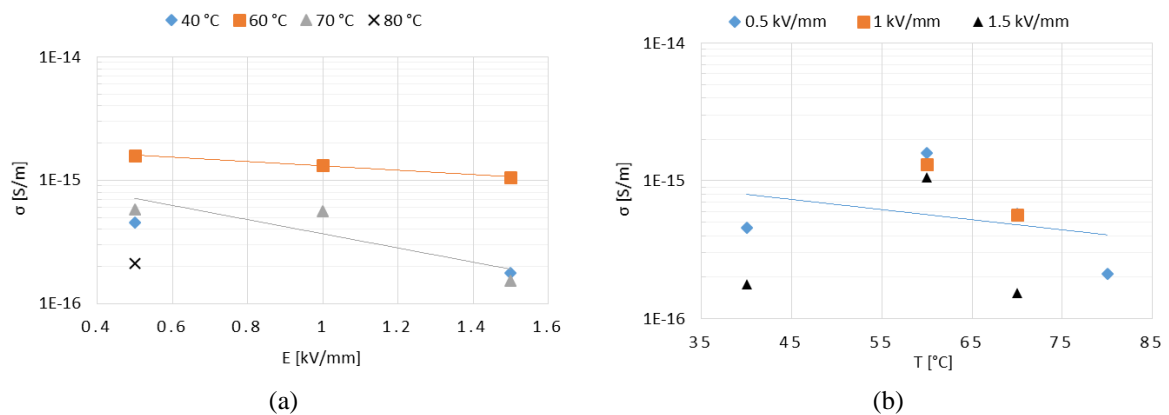 40 °C 60 °C 70 °C 80 °C
1E-14
1E-15
1E-16
σ [S/m]
0.4 0.6 0.8 1 1.2 1.4 1.6
E [kV/mm]
(a)
0.5 kV/mm 1 kV/mm 1.5 kV/mm
1E-14
1E-15
1E-16
σ [S/m]
35 45 55 65 75 85
T [°C]
(b)